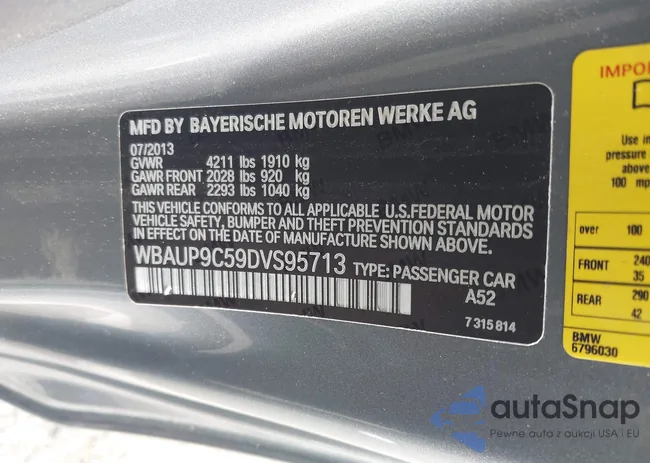 MFD BY BAYERISCHE MOTOREN WERKE AG
07/2013
GVWR 4211 lbs 1910 kg
GAWR FRONT 2028 lbs 920 kg
GAWR REAR 2293 lbs 1040 kg
THIS VEHICLE CONFORMS TO ALL APPLICABLE U.S.FEDERAL MOTOR
VEHICLE SAFETY, BUMPER, AND THEFT PREVENTION STANDARDS
IN EFFECT ON THE DATE OF MANUFACTURE SHOWN ABOVE.
WBAUP9C59DVS95713 TYPE: PASSENGER CAR
A52
7 315 814
IMPO
Use in
pressure
above
100 mp
over 100
FRONT 240
35
REAR 290
42
BMW
6796030
autaSnap
Pewne auta z aukcji USA i EU